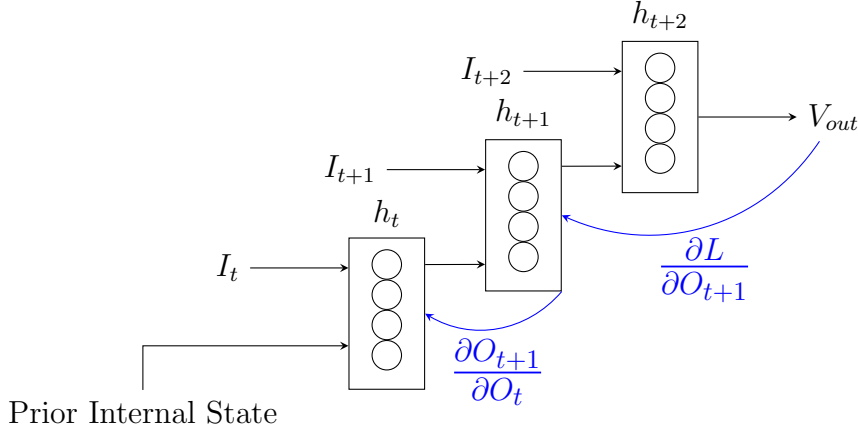 h_{t+2}
I_{t+2}
h_{t+1}
V_{out}
I_{t+1}
h_t
∂L
∂O_{t+1}
I_t
∂O_{t+1}
∂O_t
Prior Internal State